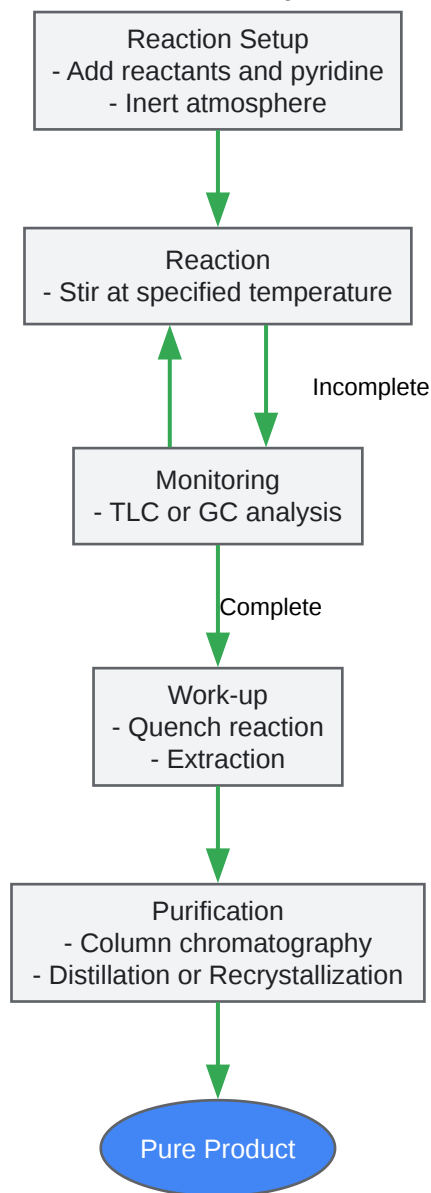 Reaction Setup
- Add reactants and pyridine
- Inert atmosphere
Reaction
- Stir at specified temperature
Incomplete
Monitoring
- TLC or GC analysis
Complete
Work-up
- Quench reaction
- Extraction
Purification
- Column chromatography
- Distillation or Recrystallization
Pure Product